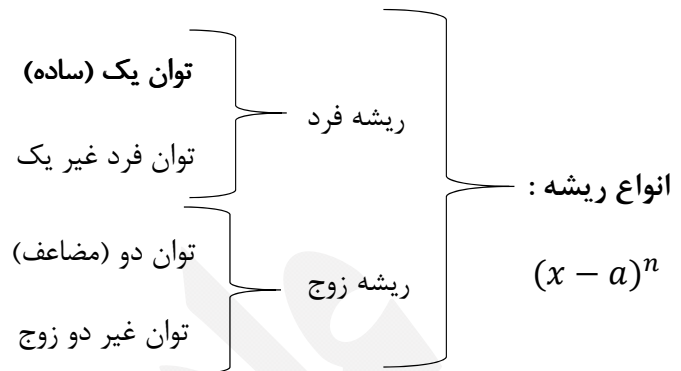 انواع ریشه :
(x − a)^n
ریشه فرد
توان یک (ساده)
توان فرد غیر یک
ریشه زوج
توان دو (مضاعف)
توان غیر دو زوج